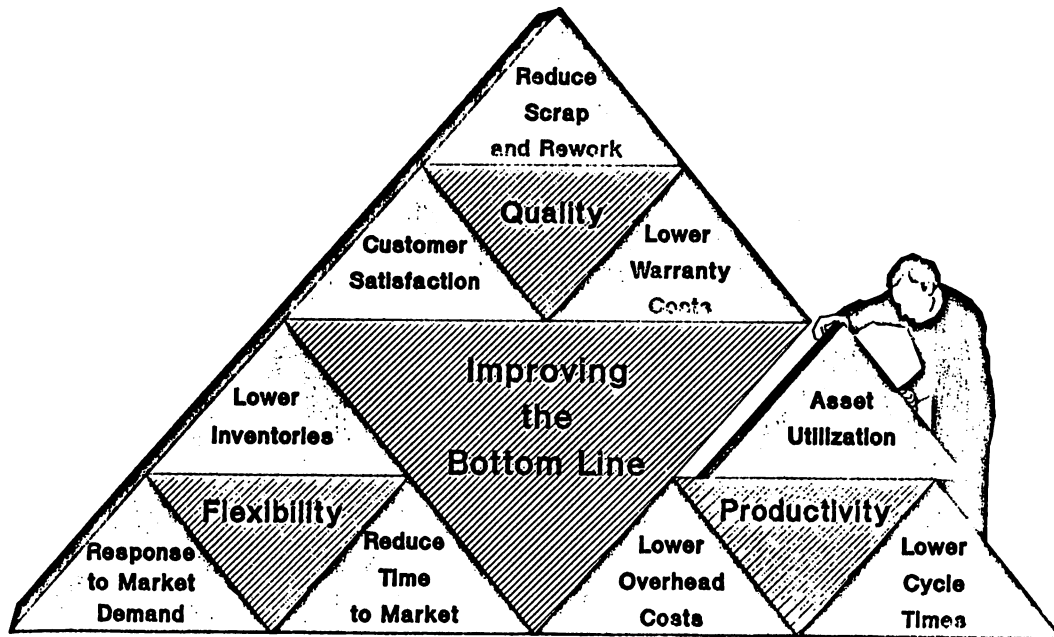 Reduce
Scrap
and Rework
Quality
Customer
Satisfaction
Lower
Warranty
Costs
Improving
the
Bottom Line
Lower
Inventories
Asset
Utilization
Flexibility
Productivity
Response
to Market
Demand
Reduce
Time
to Market
Lower
Overhead
Costs
Lower
Cycle
Times